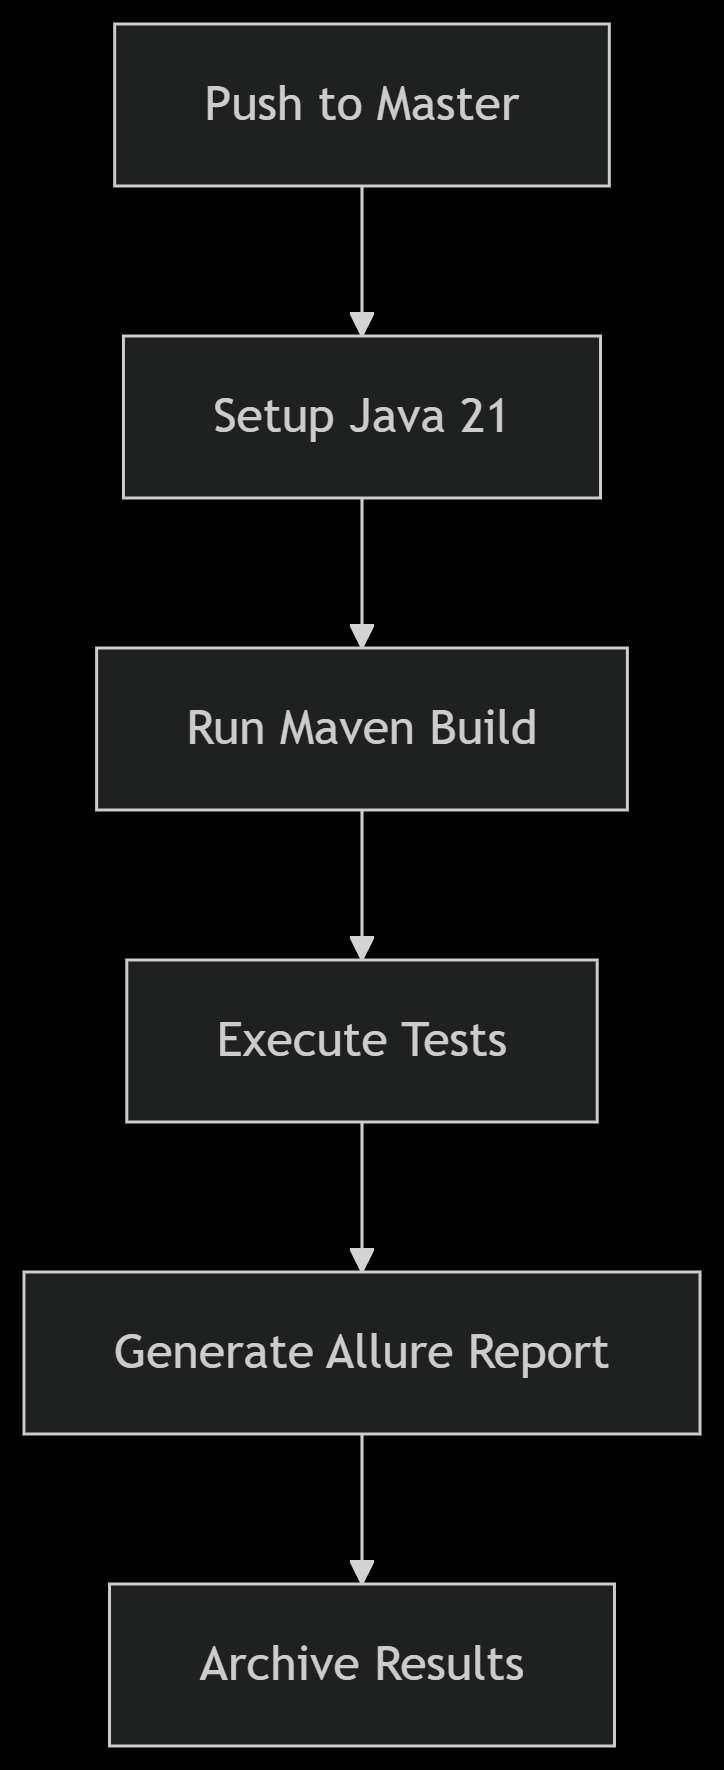 Push to Master
Setup Java 21
Run Maven Build
Execute Tests
Generate Allure Report
Archive Results